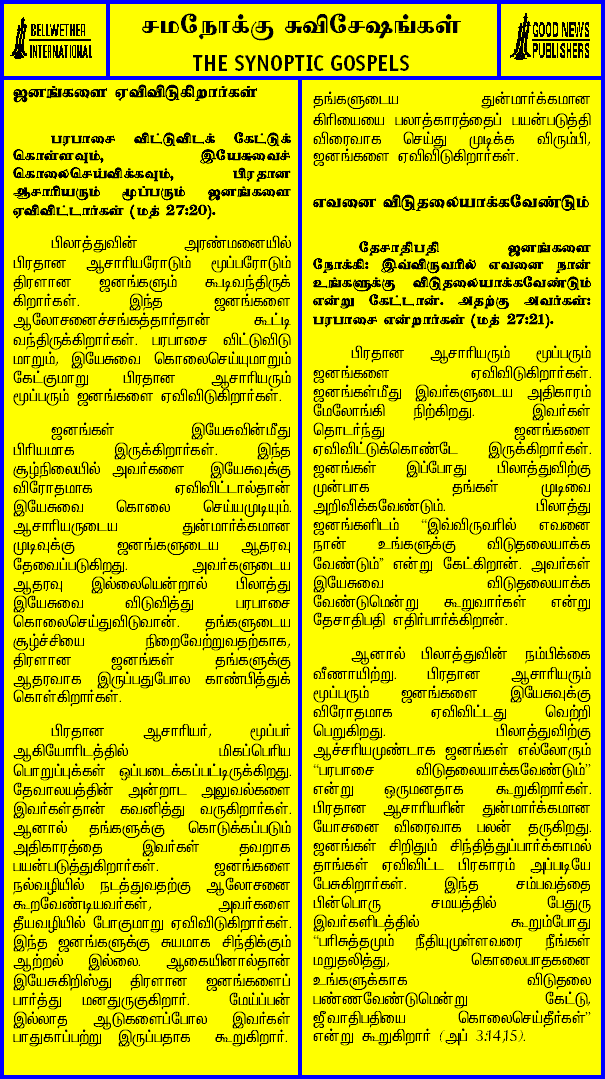 BELLWETHER
INTERNATIONAL
சமநோக்கு சுவிசேஷங்கள்
THE SYNOPTIC GOSPELS
GOOD NEWS
PUBLISHERS
ஜனங்களை ஏவிவிடுகிறார்கள்
பரபாசை விட்டுவிடக் கேட்டுக்
கொள்ளவும், இயேசுவைக்
கொலைசெய்விக்கவும், பிரதான
ஆசாரியரும் மூப்பரும் ஜனங்களை
ஏவிவிட்டார்கள் (மத் 27:20).
பிலாத்துவின் அரண்மனையில்
பிரதான ஆசாரியரோடும் மூப்பரோடும்
திரளான ஜனங்களும் கூடிவந்திருக்
கிறார்கள். இந்த ஜனங்களை
ஆலோசனைச்சங்கத்தார்தான் கூட்டி
வந்திருக்கிறார்கள். பரபாசை விட்டுவிடு
மாறும், இயேசுவை கொலைசெய்யுமாறும்
கேட்குமாறு பிரதான ஆசாரியரும்
மூப்பரும் ஜனங்களை ஏவிவிடுகிறார்கள்.
ஜனங்கள் இயேசுவின்மீது
பிரியமாக இருக்கிறார்கள். இந்த
சூழ்நிலையில் அவர்களை இயேசுவுக்கு
விரோதமாக ஏவிவிட்டால்தான்
இயேசுவை கொலை செய்யமுடியும்.
ஆசாரியருடைய துன்மார்க்கமான
முடிவுக்கு ஜனங்களுடைய ஆதரவு
தேவைப்படுகிறது. அவர்களுடைய
ஆதரவு இல்லையென்றால் பிலாத்து
இயேசுவை விடுவித்து பரபாசை
கொலைசெய்துவிடுவான். தங்களுடைய
சூழ்ச்சியை நிறைவேற்றுவதற்காக,
திரளான ஜனங்கள் தங்களுக்கு
ஆதரவாக இருப்பதுபோல காண்பித்துக்
கொள்கிறார்கள்.
பிரதான ஆசாரியர், மூப்பர்
ஆகியோரிடத்தில் மிகப்பெரிய
பொறுப்புக்கள் ஒப்படைக்கப்பட்டிருக்கிறது.
தேவாலயத்தின் அன்றாட அலுவல்களை
இவர்கள்தான் கவனித்து வருகிறார்கள்.
ஆனால் தங்களுக்கு கொடுக்கப்படும்
அதிகாரத்தை இவர்கள் தவறாக
பயன்படுத்துகிறார்கள். ஜனங்களை
நல்வழியில் நடத்துவதற்கு ஆலோசனை
கூறவேண்டியவர்கள், அவர்களை
தீயவழியில் போகுமாறு ஏவிவிடுகிறார்கள்.
இந்த ஜனங்களுக்கு சுயமாக சிந்திக்கும்
ஆற்றல் இல்லை. ஆகையினால்தான்
இயேசுகிறிஸ்து திரளான ஜனங்களைப்
பார்த்து மனதுருகுகிறார். மேய்ப்பன்
இல்லாத ஆடுகளைப்போல இவர்கள்
பாதுகாப்பற்று இருப்பதாக கூறுகிறார்.
தங்களுடைய துன்மார்க்கமான
கிரியையை பலாத்காரத்தைப் பயன்படுத்தி
விரைவாக செய்து முடிக்க விரும்பி,
ஜனங்களை ஏவிவிடுகிறார்கள்.
எவனை விடுதலையாக்கவேண்டும்
தேசாதிபதி ஜனங்களை
நோக்கி: இவ்விருவரில் எவனை நான்
உங்களுக்கு விடுதலையாக்கவேண்டும்
என்று கேட்டான். அதற்கு அவர்கள்:
பரபாசை என்றார்கள் (மத் 27:21).
பிரதான ஆசாரியரும் மூப்பரும்
ஜனங்களை ஏவிவிடுகிறார்கள்.
ஜனங்கள்மீது இவர்களுடைய அதிகாரம்
மேலோங்கி நிற்கிறது. இவர்கள்
தொடர்ந்து ஜனங்களை
ஏவிவிட்டுக்கொண்டே இருக்கிறார்கள்.
ஜனங்கள் இப்போது பிலாத்துவிற்கு
முன்பாக தங்கள் முடிவை
அறிவிக்கவேண்டும். பிலாத்து
ஜனங்களிடம் “இவ்விருவரில் எவனை
நான் உங்களுக்கு விடுதலையாக்க
வேண்டும்” என்று கேட்கிறான். அவர்கள்
இயேசுவை விடுதலையாக்க
வேண்டுமென்று கூறுவார்கள் என்று
தேசாதிபதி எதிர்பார்க்கிறான்.
ஆனால் பிலாத்துவின் நம்பிக்கை
வீணாயிற்று. பிரதான ஆசாரியரும்
மூப்பரும் ஜனங்களை இயேசுவுக்கு
விரோதமாக ஏவிவிட்டது வெற்றி
பெறுகிறது. பிலாத்துவிற்கு
ஆச்சரியமுண்டாக ஜனங்கள் எல்லோரும்
“பரபாசை விடுதலையாக்கவேண்டும்”
என்று ஒருமனதாக கூறுகிறார்கள்.
பிரதான ஆசாரியரின் துன்மார்க்கமான
யோசனை விரைவாக பலன் தருகிறது.
ஜனங்கள் சிறிதும் சிந்தித்துப்பார்க்காமல்
தாங்கள் ஏவிவிட்ட பிரகாரம் அப்படியே
பேசுகிறார்கள். இந்த சம்பவத்தை
பின்பொரு சமயத்தில் பேதுரு
இவர்களிடத்தில் கூறும்போது
“பரிசுத்தமும் நீதியுமுள்ளவரை நீங்கள்
மறுதலித்து, கொலைபாதகனை
உங்களுக்காக விடுதலை
பண்ணவேண்டுமென்று கேட்டு,
ஜீவாதிபதியை கொலைசெய்தீர்கள்”
என்று கூறுகிறார் (அப் 3:14,15).